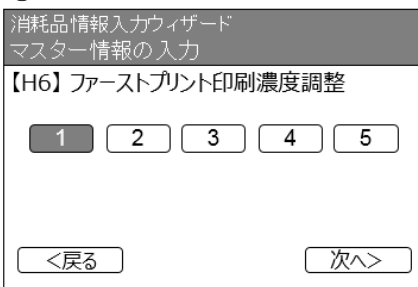 消耗品情報入力ウィザード
マスター情報の入力
【H6】ファーストプリント印刷濃度調整
1 2 3 4 5
<戻る 次へ>